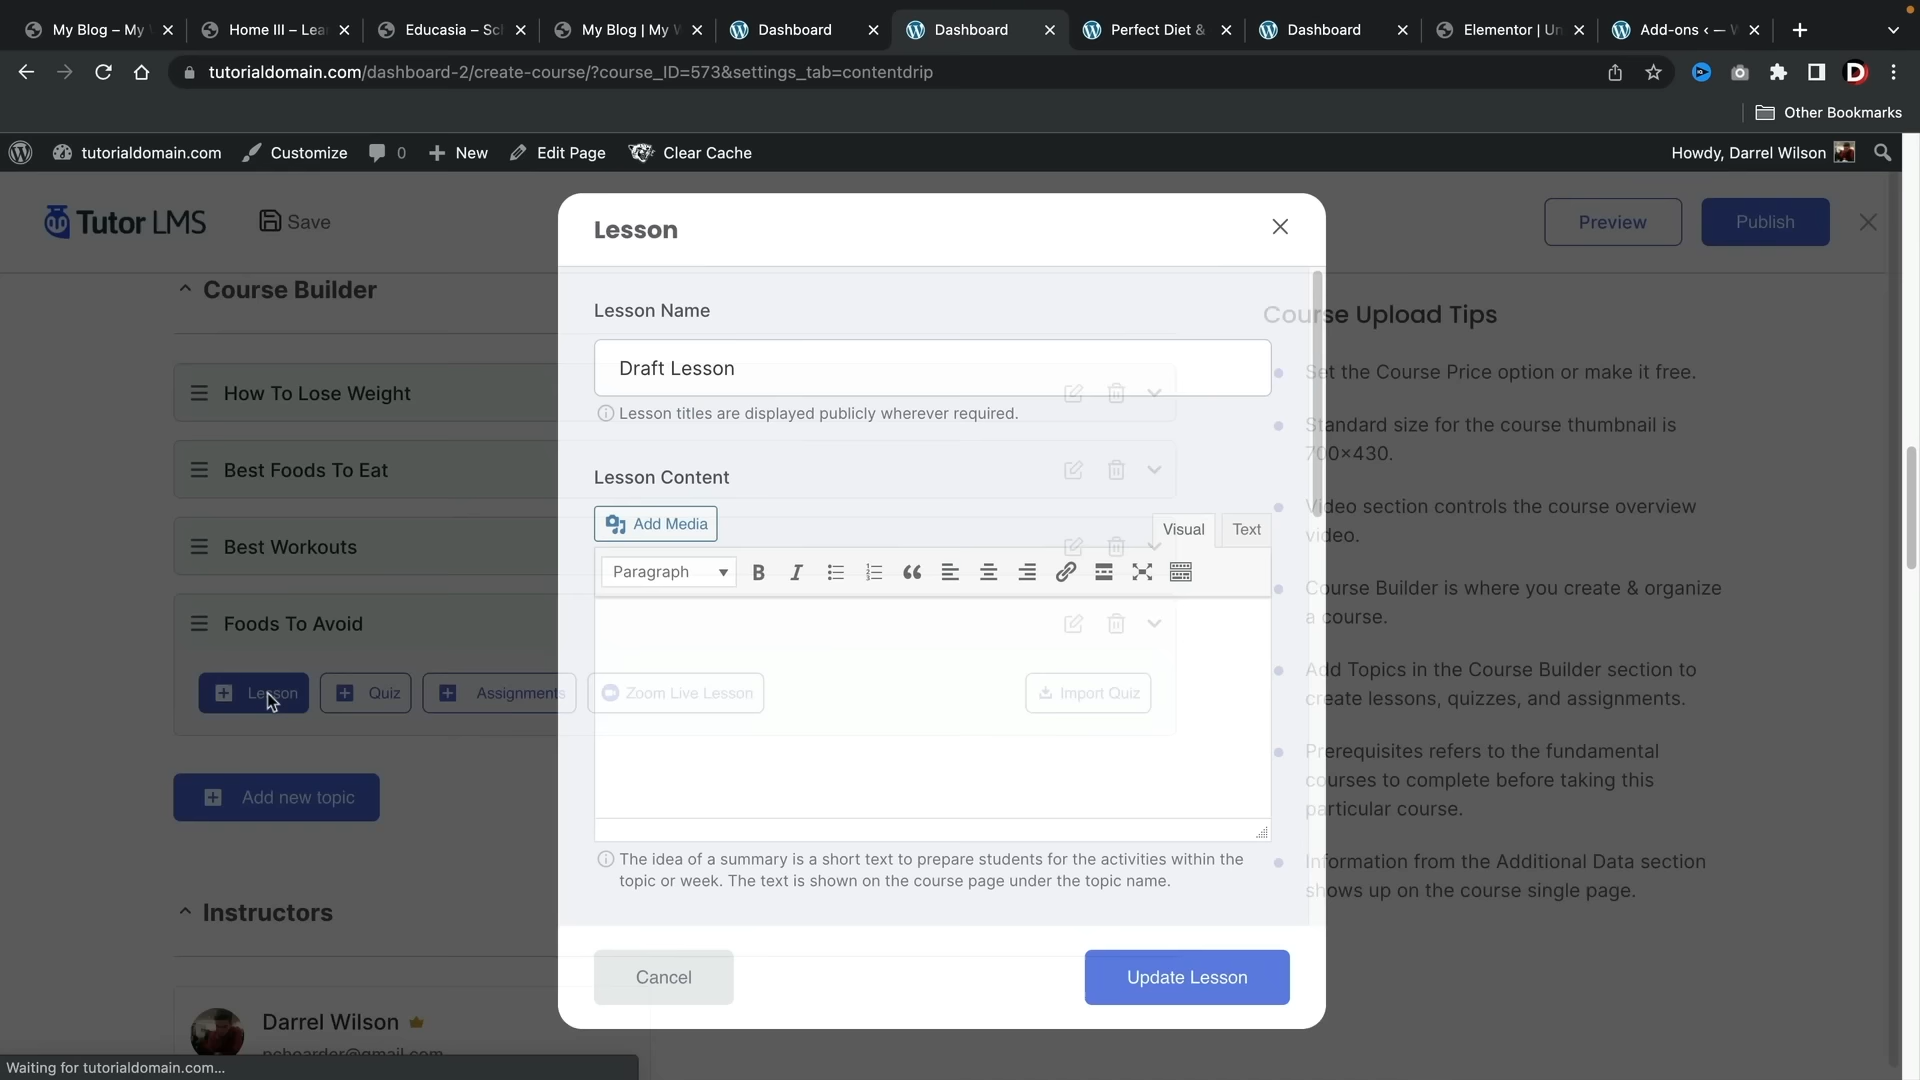 My Blog – My
Home III – Lea
Educasia – Sc
My Blog | My W
Dashboard
Dashboard
Perfect Diet &
Dashboard
Elementor | Un
Add-ons ‹ — W
tutorialdomain.com/dashboard-2/create-course/?course_ID=573&settings_tab=contentdrip
Other Bookmarks
tutorialdomain.com
Customize
0
New
Edit Page
Clear Cache
Howdy, Darrel Wilson
Tutor LMS
Save
Preview
Publish
Course Builder
How To Lose Weight
Best Foods To Eat
Best Workouts
Foods To Avoid
Lesson
Quiz
Assignments
Zoom Live Lesson
Import Quiz
Add new topic
Instructors
Darrel Wilson
pchoarder@gmail.com
Lesson
Lesson Name
Draft Lesson
Lesson titles are displayed publicly wherever required.
Lesson Content
Add Media
Visual
Text
Paragraph
B
I
The idea of a summary is a short text to prepare students for the activities within the
topic or week. The text is shown on the course page under the topic name.
Cancel
Update Lesson
Course Upload Tips
Set the Course Price option or make it free.
Standard size for the course thumbnail is
700×430.
Video section controls the course overview
video.
Course Builder is where you create & organize
a course.
Add Topics in the Course Builder section to
create lessons, quizzes, and assignments.
Prerequisites refers to the fundamental
courses to complete before taking this
particular course.
Information from the Additional Data section
shows up on the course single page.
Waiting for tutorialdomain.com...